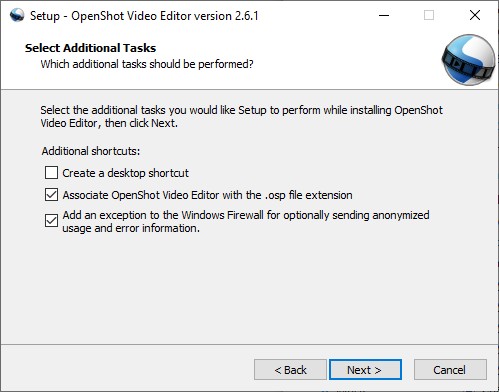 Setup - OpenShot Video Editor version 2.6.1
Select Additional Tasks
Which additional tasks should be performed?
Select the additional tasks you would like Setup to perform while installing OpenShot
Video Editor, then click Next.
Additional shortcuts:
Create a desktop shortcut
Associate OpenShot Video Editor with the .osp file extension
Add an exception to the Windows Firewall for optionally sending anonymized
usage and error information.
< Back
Next >
Cancel